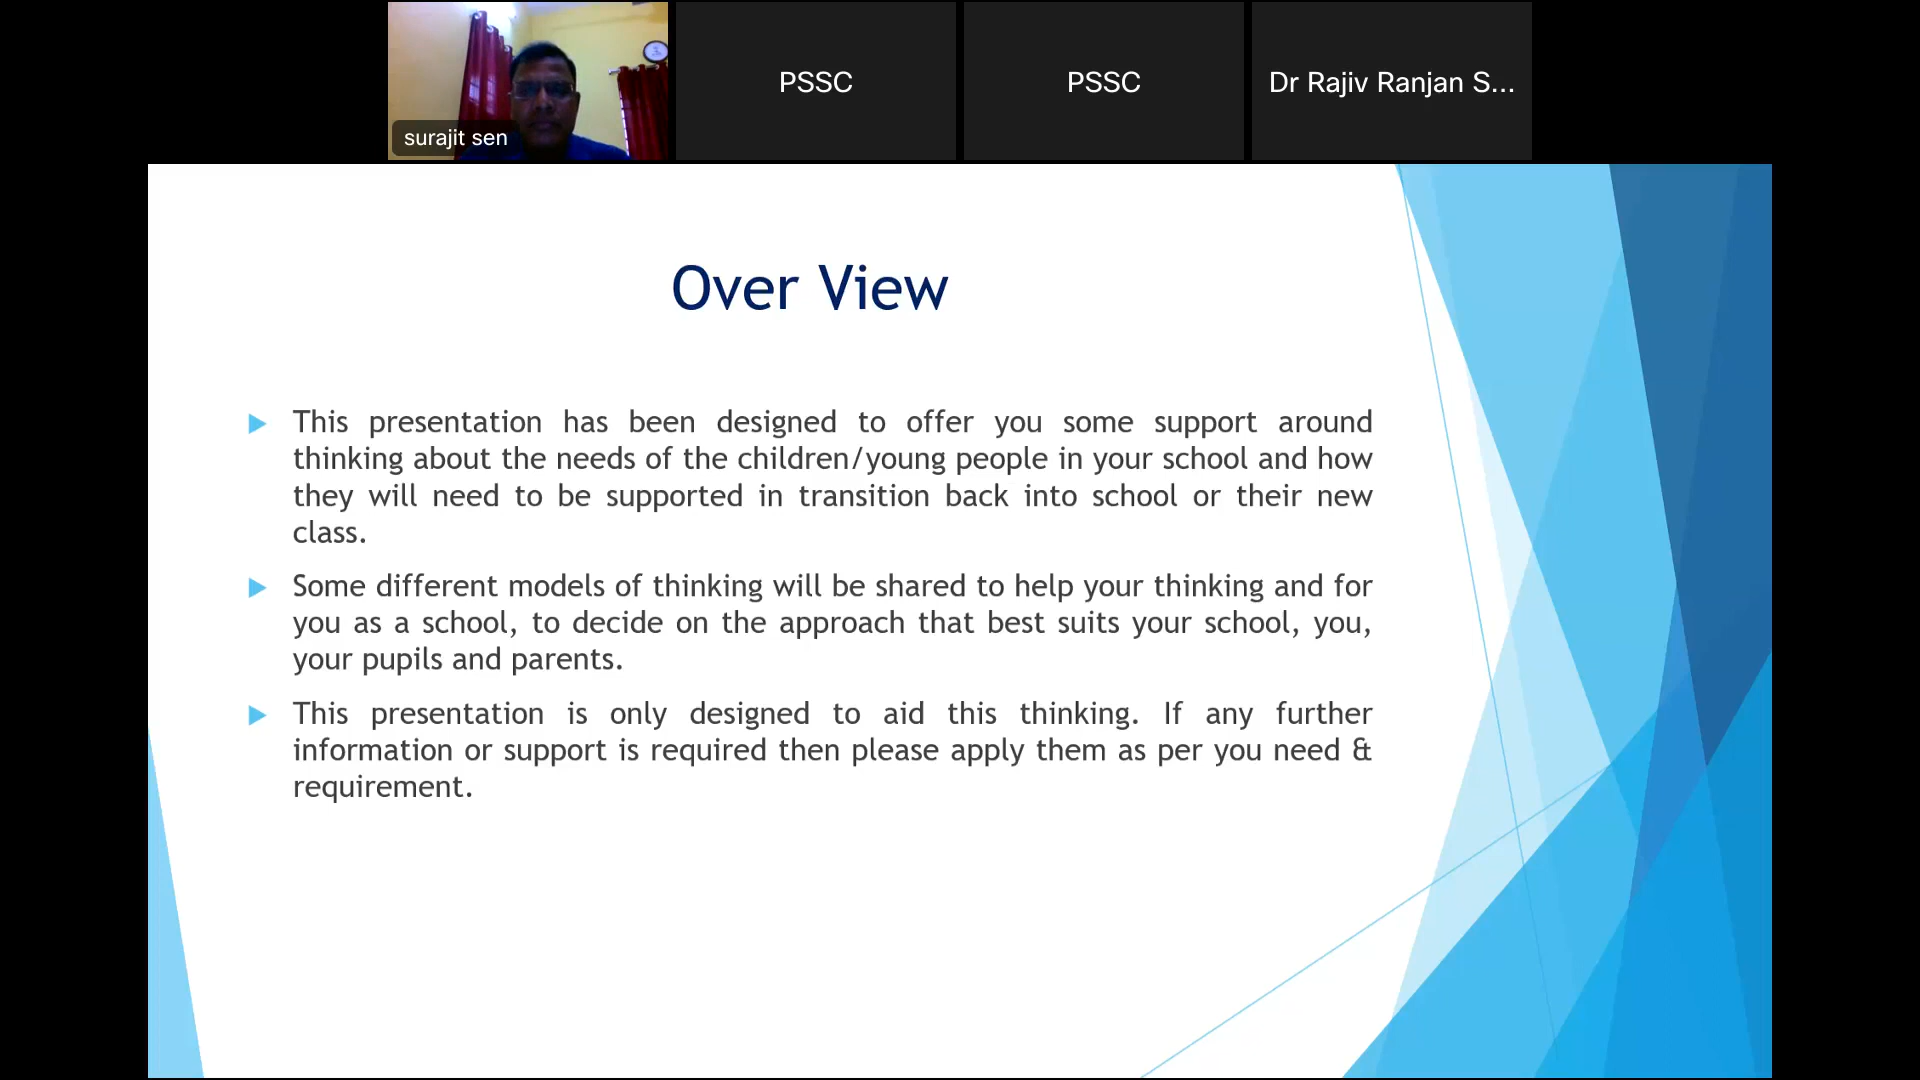 surajit sen
PSSC
PSSC
Dr Rajiv Ranjan S...
Over View
This presentation has been designed to offer you some support around
thinking about the needs of the children/young people in your school and how
they will need to be supported in transition back into school or their new
class.
Some different models of thinking will be shared to help your thinking and for
you as a school, to decide on the approach that best suits your school, you,
your pupils and parents.
This presentation is only designed to aid this thinking. If any further
information or support is required then please apply them as per you need &
requirement.